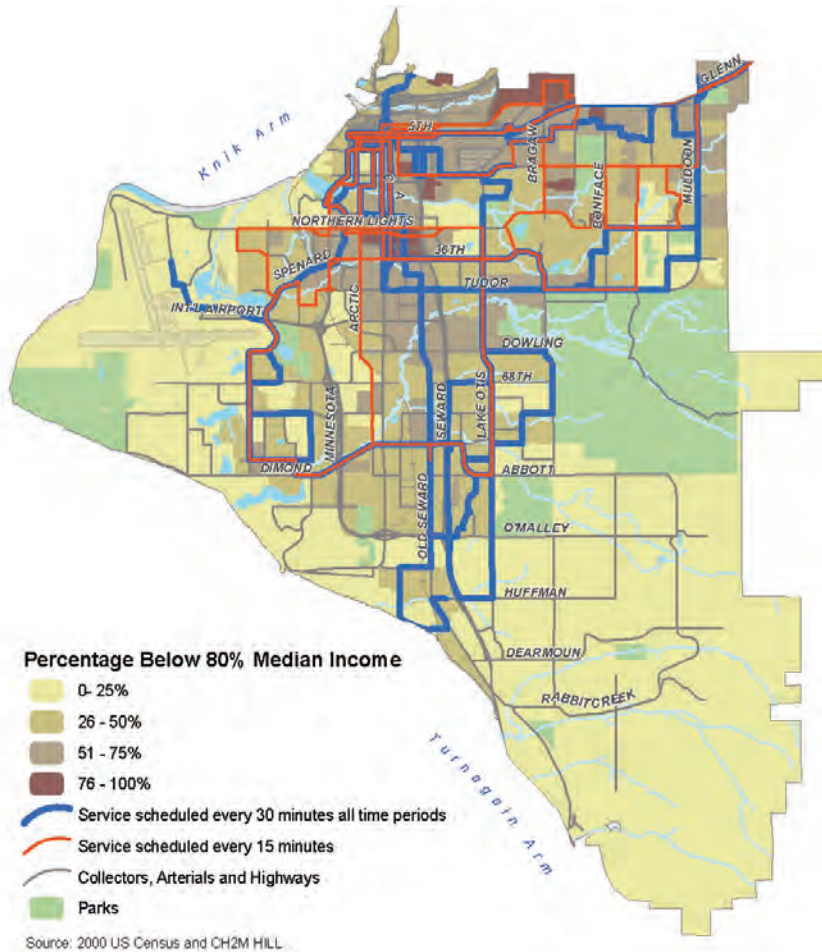 Knik Arm
GLENN
5TH
BRAGAW
BONIFACE
MULDOON
C
A
NORTHERN LIGHTS
SPENARD
36TH
TUDOR
INT'L AIRPORT
ARCTIC
DOWLING
68TH
MINNESOTA
SEWARD
LAKE OTIS
DIMOND
ABBOTT
OLD SEWARD
O'MALLEY
HUFFMAN
DEARMOUN
RABBITCREEK
Turnagain Arm
Percentage Below 80% Median Income
0- 25%
26 - 50%
51 - 75%
76 - 100%
Service scheduled every 30 minutes all time periods
Service scheduled every 15 minutes
Collectors, Arterials and Highways
Parks
Source: 2000 US Census and CH2M HILL